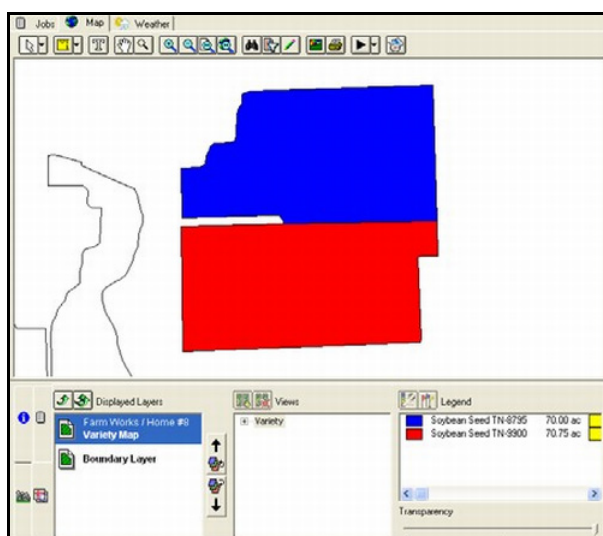 Jobs Map Weather
Displayed Layers
Farm Works / Home #8
Variety Map
Boundary Layer
Views
Variety
Legend
Soybean Seed TN-8795 70.00 ac
Soybean Seed TN-9900 70.75 ac
Transparency